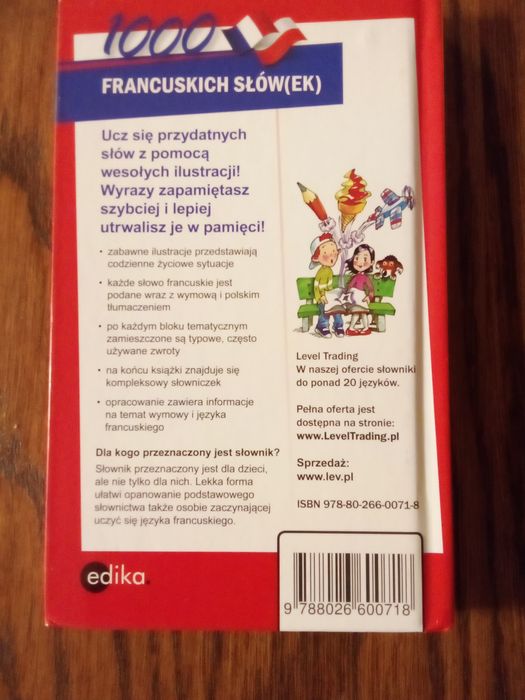 1000
FRANCUSKICH SŁÓW(EK)
Ucz się przydatnych
słów z pomocą
wesołych ilustracji!
Wyrazy zapamiętasz
szybciej i lepiej
utrwalisz je w pamięci!
• zabawne ilustracje przedstawiają
codzienne życiowe sytuacje
• każde słowo francuskie jest
podane wraz z wymową i polskim
tłumaczeniem
• po każdym bloku tematycznym
zamieszczone są typowe, często
używane zwroty
• na końcu książki znajduje się
kompleksowy słowniczek
• opracowanie zawiera informacje
na temat wymowy i języka
francuskiego
Dla kogo przeznaczony jest słownik?
Słownik przeznaczony jest dla dzieci,
ale nie tylko dla nich. Lekka forma
ułatwi opanowanie podstawowego
słownictwa także osobie zaczynającej
uczyć się języka francuskiego.
Level Trading
W naszej ofercie słowniki
do ponad 20 języków.
Pełna oferta jest
dostępna na stronie:
www.LevelTrading.pl
Sprzedaż:
www.lev.pl
ISBN 978-80-266-0071-8
edika.
9 788026 600718